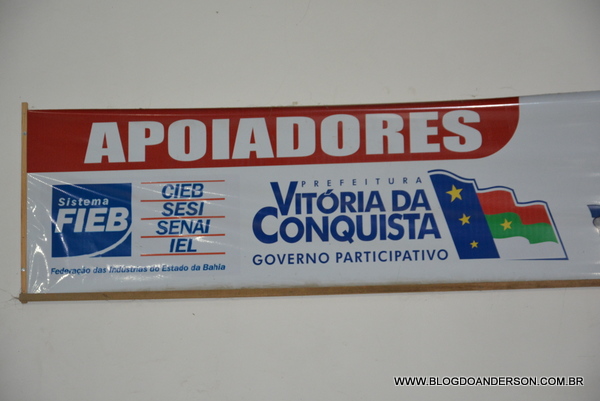 APOIADORES
Sistema
FIEB
CIEB
SESI
SENAI
IEL
Federação das Indústrias do Estado da Bahia
PREFEITURA
VITÓRIA DA
CONQUISTA
GOVERNO PARTICIPATIVO
WWW.BLOGDOANDERSON.COM.BR